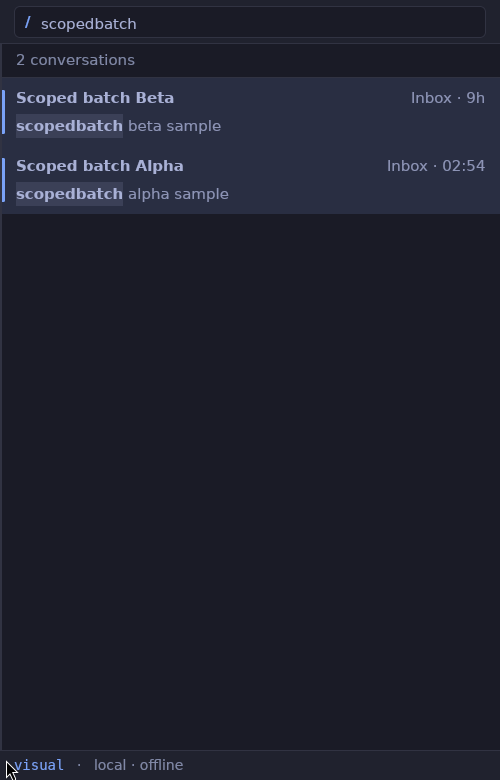 / scopedbatch
2 conversations
Scoped batch Beta Inbox · 9h
scopedbatch beta sample
Scoped batch Alpha Inbox · 02:54
scopedbatch alpha sample
visual · local · offline